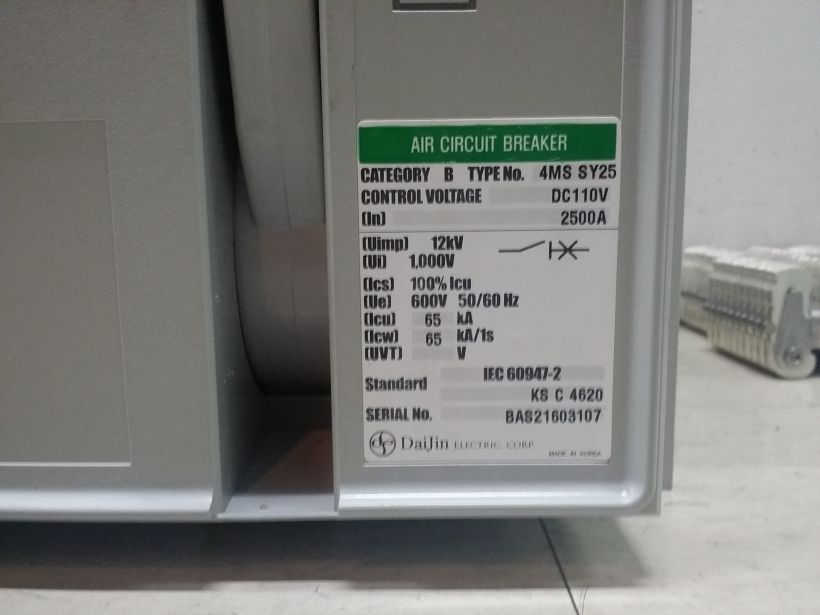 AIR CIRCUIT BREAKER
CATEGORY B TYPE No. 4MS SY25
CONTROL VOLTAGE DC110V
(In) 2500A
(Uimp) 12kV
(Ui) 1,000V
(Ics) 100% Icu
(Ue) 600V 50/60 Hz
(Icu) 65 kA
(Icw) 65 kA/1s
(UVT) V
Standard IEC 60947-2
KS C 4620
SERIAL No. BAS21603107
DaiJin ELECTRIC. CORP.
MADE IN KOREA